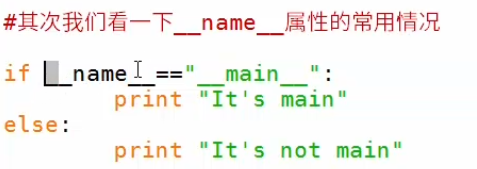 #其次我们看一下__name__属性的常用情况
if __name__=="__main__":
        print "It's main"
else:
        print "It's not main"